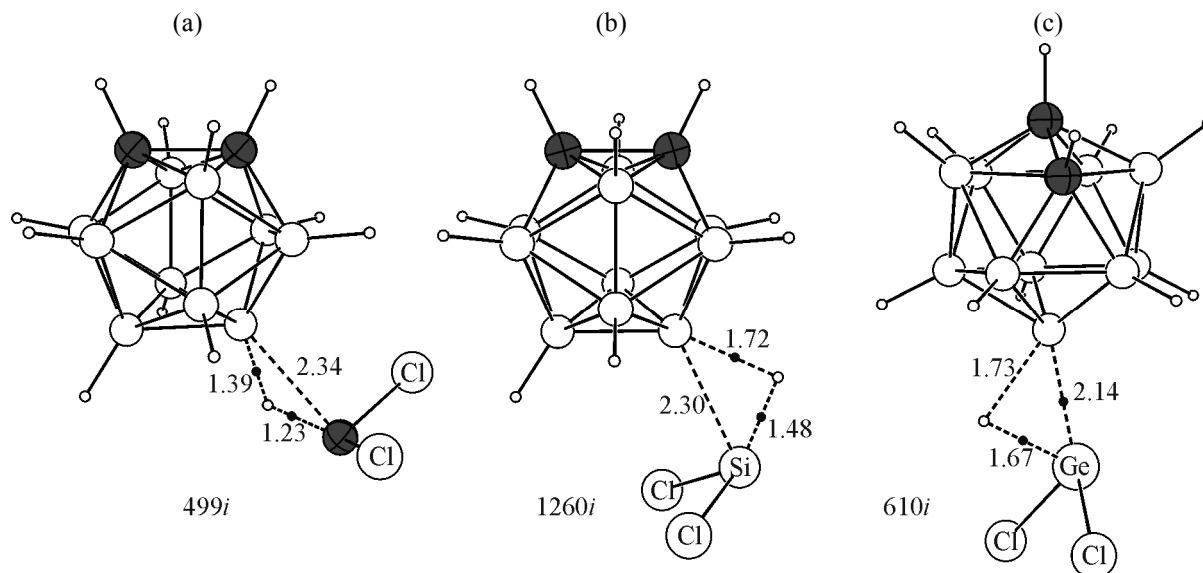 (a)
(b)
(c)
1.39
2.34
1.23
Cl
Cl
499i
1.72
2.30
1.48
Si
Cl
Cl
1260i
1.73
2.14
1.67
Ge
Cl
Cl
610i